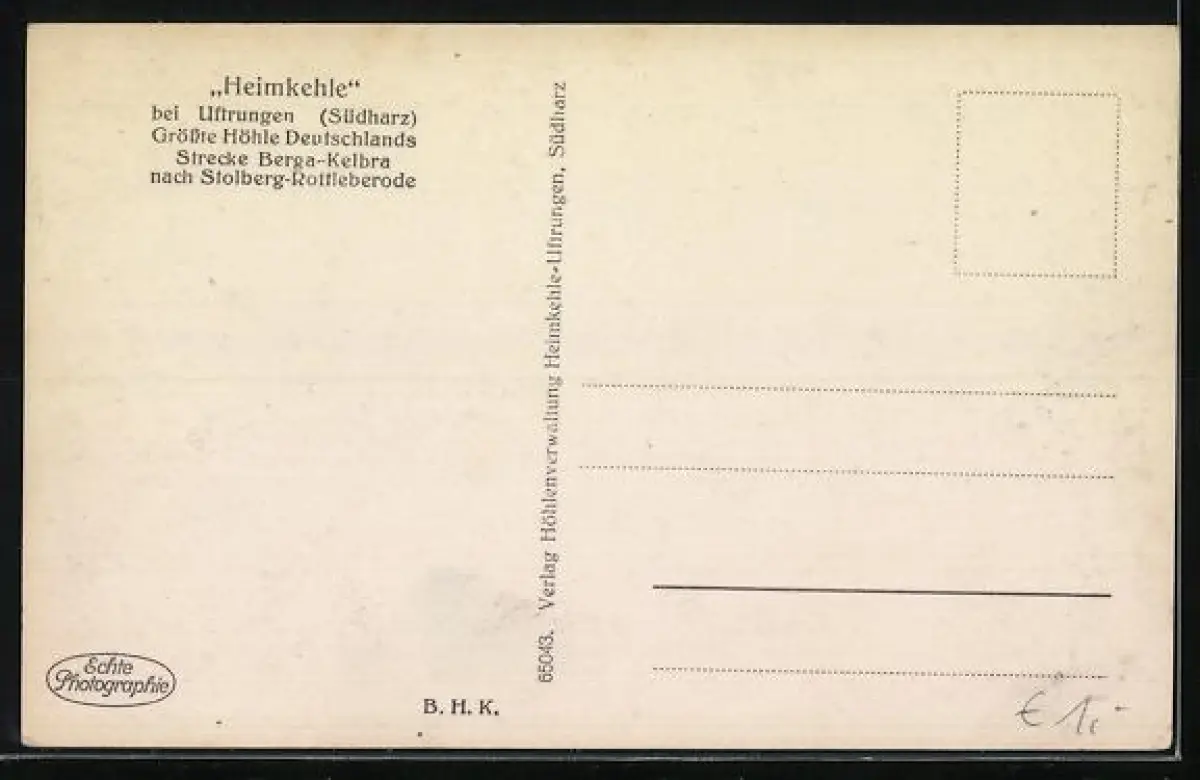 „Heimkehle“
bei Uftrungen (Südharz)
Größte Höhle Deutschlands
Strecke Berga-Kelbra
nach Stolberg-Rottleberode
65043. Verlag Höhlenverwaltung Heimkehle-Uftrungen, Südharz
Echte
Photographie
B. H. K.
€